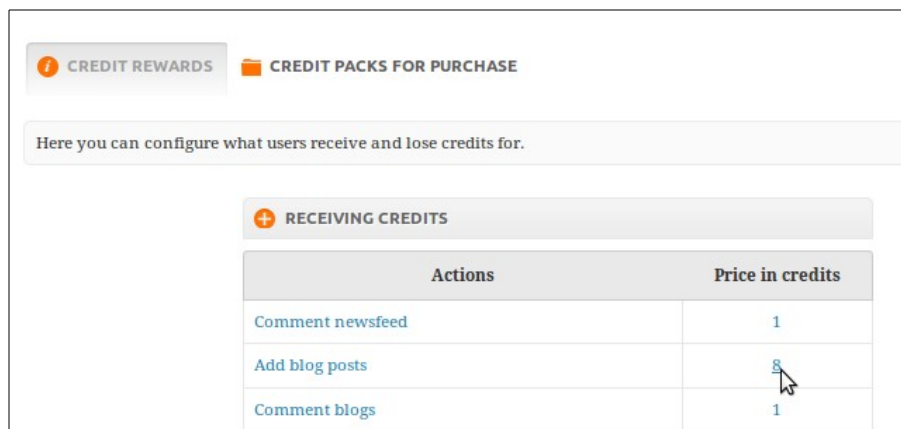 CREDIT REWARDS CREDIT PACKS FOR PURCHASE
Here you can configure what users receive and lose credits for.
RECEIVING CREDITS
Actions Price in credits
Comment newsfeed 1
Add blog posts 8
Comment blogs 1